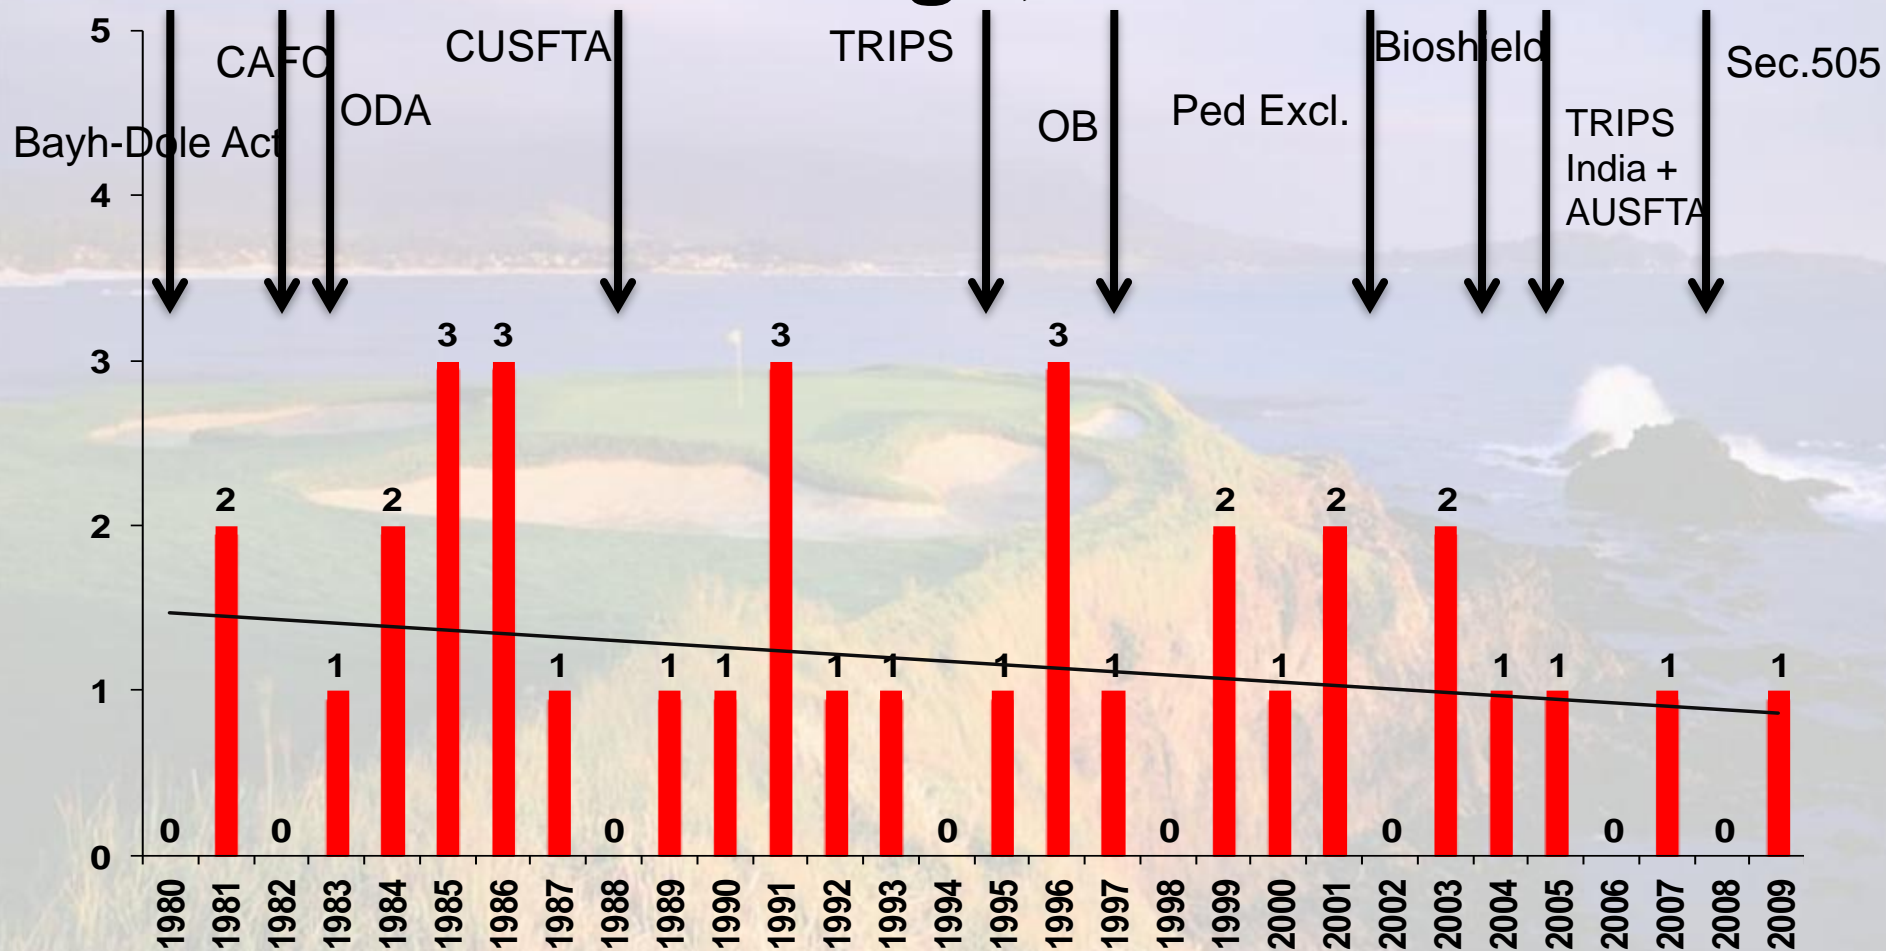 5
CAFC
CUSFTA
TRIPS
Bioshield
Sec.505
ODA
Ped Excl.
OB
TRIPS
India +
AUSFTA
Bayh-Dole Act
4
3 3 3 3
3
2 2 2 2 2
2
1 1 1 1 1 1 1 1 1 1 1 1 1
1
0 0 0 0 0 0 0 0
0
1980 1981 1982 1983 1984 1985 1986 1987 1988 1989 1990 1991 1992 1993 1994 1995 1996 1997 1998 1999 2000 2001 2002 2003 2004 2005 2006 2007 2008 2009